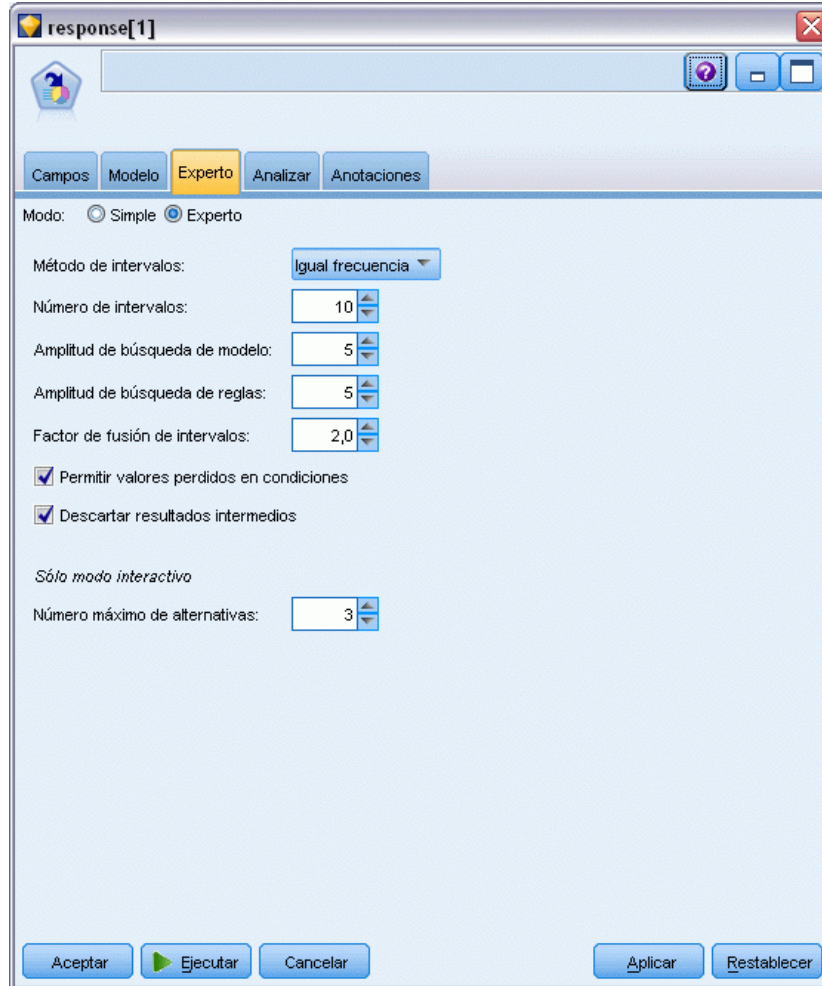 response[1]
Campos Modelo Experto Analizar Anotaciones
Modo: Simple Experto
Método de intervalos: Igual frecuencia
Número de intervalos: 10
Amplitud de búsqueda de modelo: 5
Amplitud de búsqueda de reglas: 5
Factor de fusión de intervalos: 2,0
Permitir valores perdidos en condiciones
Descartar resultados intermedios
Sólo modo interactivo
Número máximo de alternativas: 3
Aceptar Ejecutar Cancelar Aplicar Restablecer